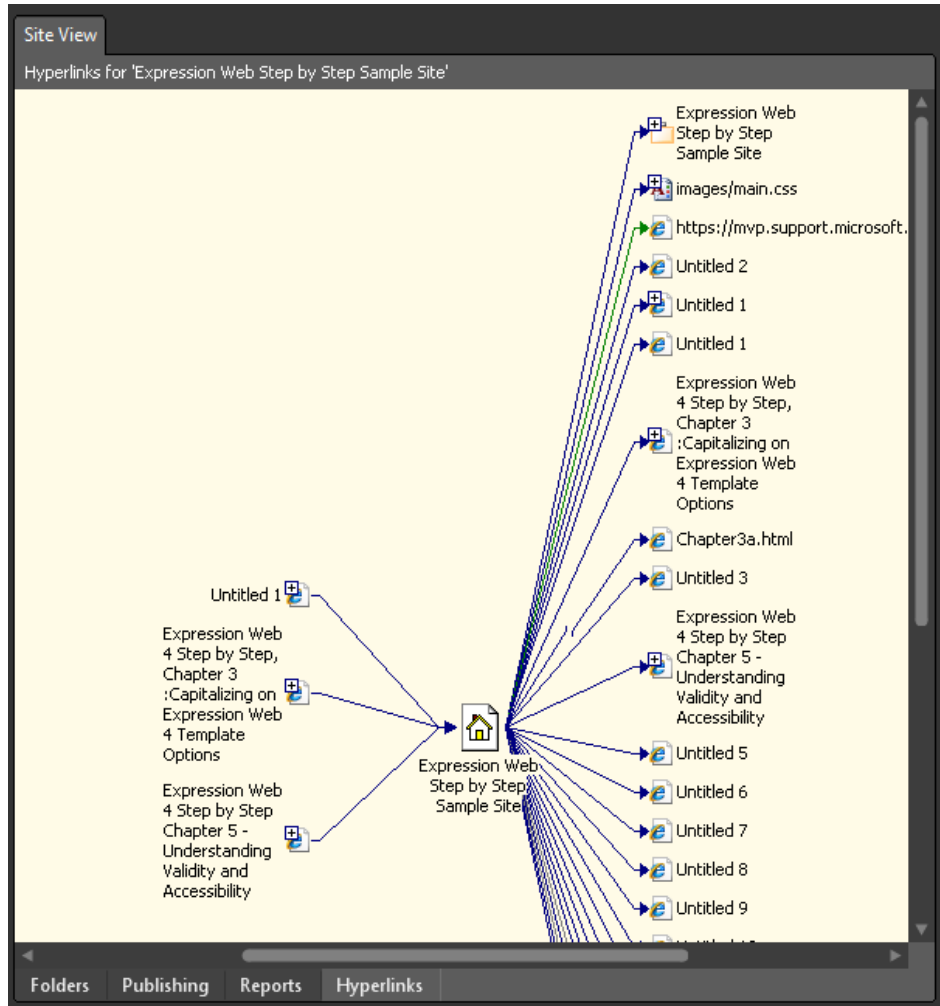 Site View
Hyperlinks for 'Expression Web Step by Step Sample Site'
Expression Web
Step by Step
Sample Site
images/main.css
https://mvp.support.microsoft.
Untitled 2
Untitled 1
Untitled 1
Expression Web
4 Step by Step,
Chapter 3
:Capitalizing on
Expression Web
4 Template
Options
Chapter3a.html
Untitled 3
Expression Web
4 Step by Step
Chapter 5 -
Understanding
Validity and
Accessibility
Untitled 5
Untitled 6
Untitled 7
Untitled 8
Untitled 9
Untitled 1
Expression Web
4 Step by Step,
Chapter 3
:Capitalizing on
Expression Web
4 Template
Options
Expression Web
4 Step by Step
Chapter 5 -
Understanding
Validity and
Accessibility
Expression Web
Step by Step
Sample Site
Folders
Publishing
Reports
Hyperlinks